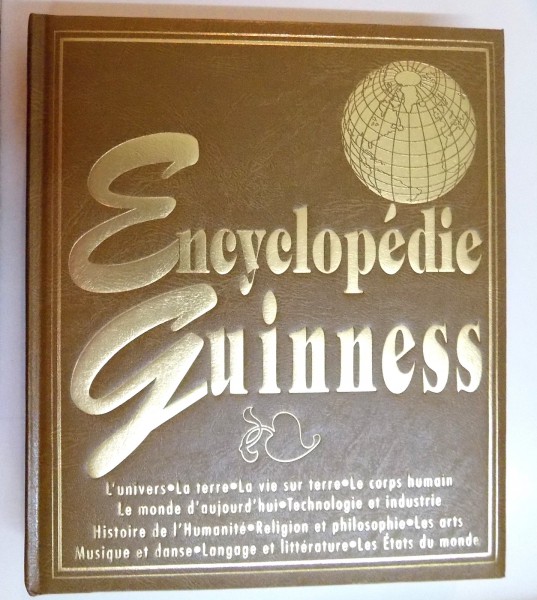 Encyclopédie
Guinness
L'univers•La terre•La vie sur terre•Le corps humain
Le monde d'aujourd'hui•Technologie et industrie
Histoire de l'Humanité•Religion et philosophie•Les arts
Musique et danse•Langage et littérature•Les États du monde